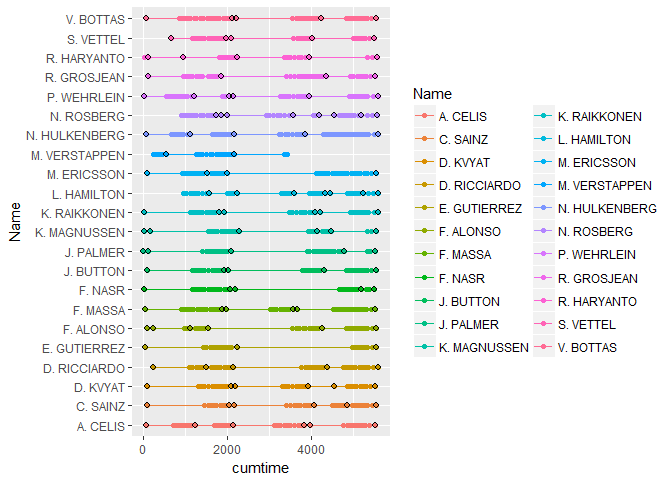 Name
V. BOTTAS
S. VETTEL
R. HARYANTO
R. GROSJEAN
P. WEHRLEIN
N. ROSBERG
N. HULKENBERG
M. VERSTAPPEN
M. ERICSSON
L. HAMILTON
K. RAIKKONEN
K. MAGNUSSEN
J. PALMER
J. BUTTON
F. NASR
F. MASSA
F. ALONSO
E. GUTIERREZ
D. RICCIARDO
D. KVYAT
C. SAINZ
A. CELIS
0 2000 4000
cumtime
Name
A. CELIS K. RAIKKONEN
C. SAINZ L. HAMILTON
D. KVYAT M. ERICSSON
D. RICCIARDO M. VERSTAPPEN
E. GUTIERREZ N. HULKENBERG
F. ALONSO N. ROSBERG
F. MASSA P. WEHRLEIN
F. NASR R. GROSJEAN
J. BUTTON R. HARYANTO
J. PALMER S. VETTEL
K. MAGNUSSEN V. BOTTAS